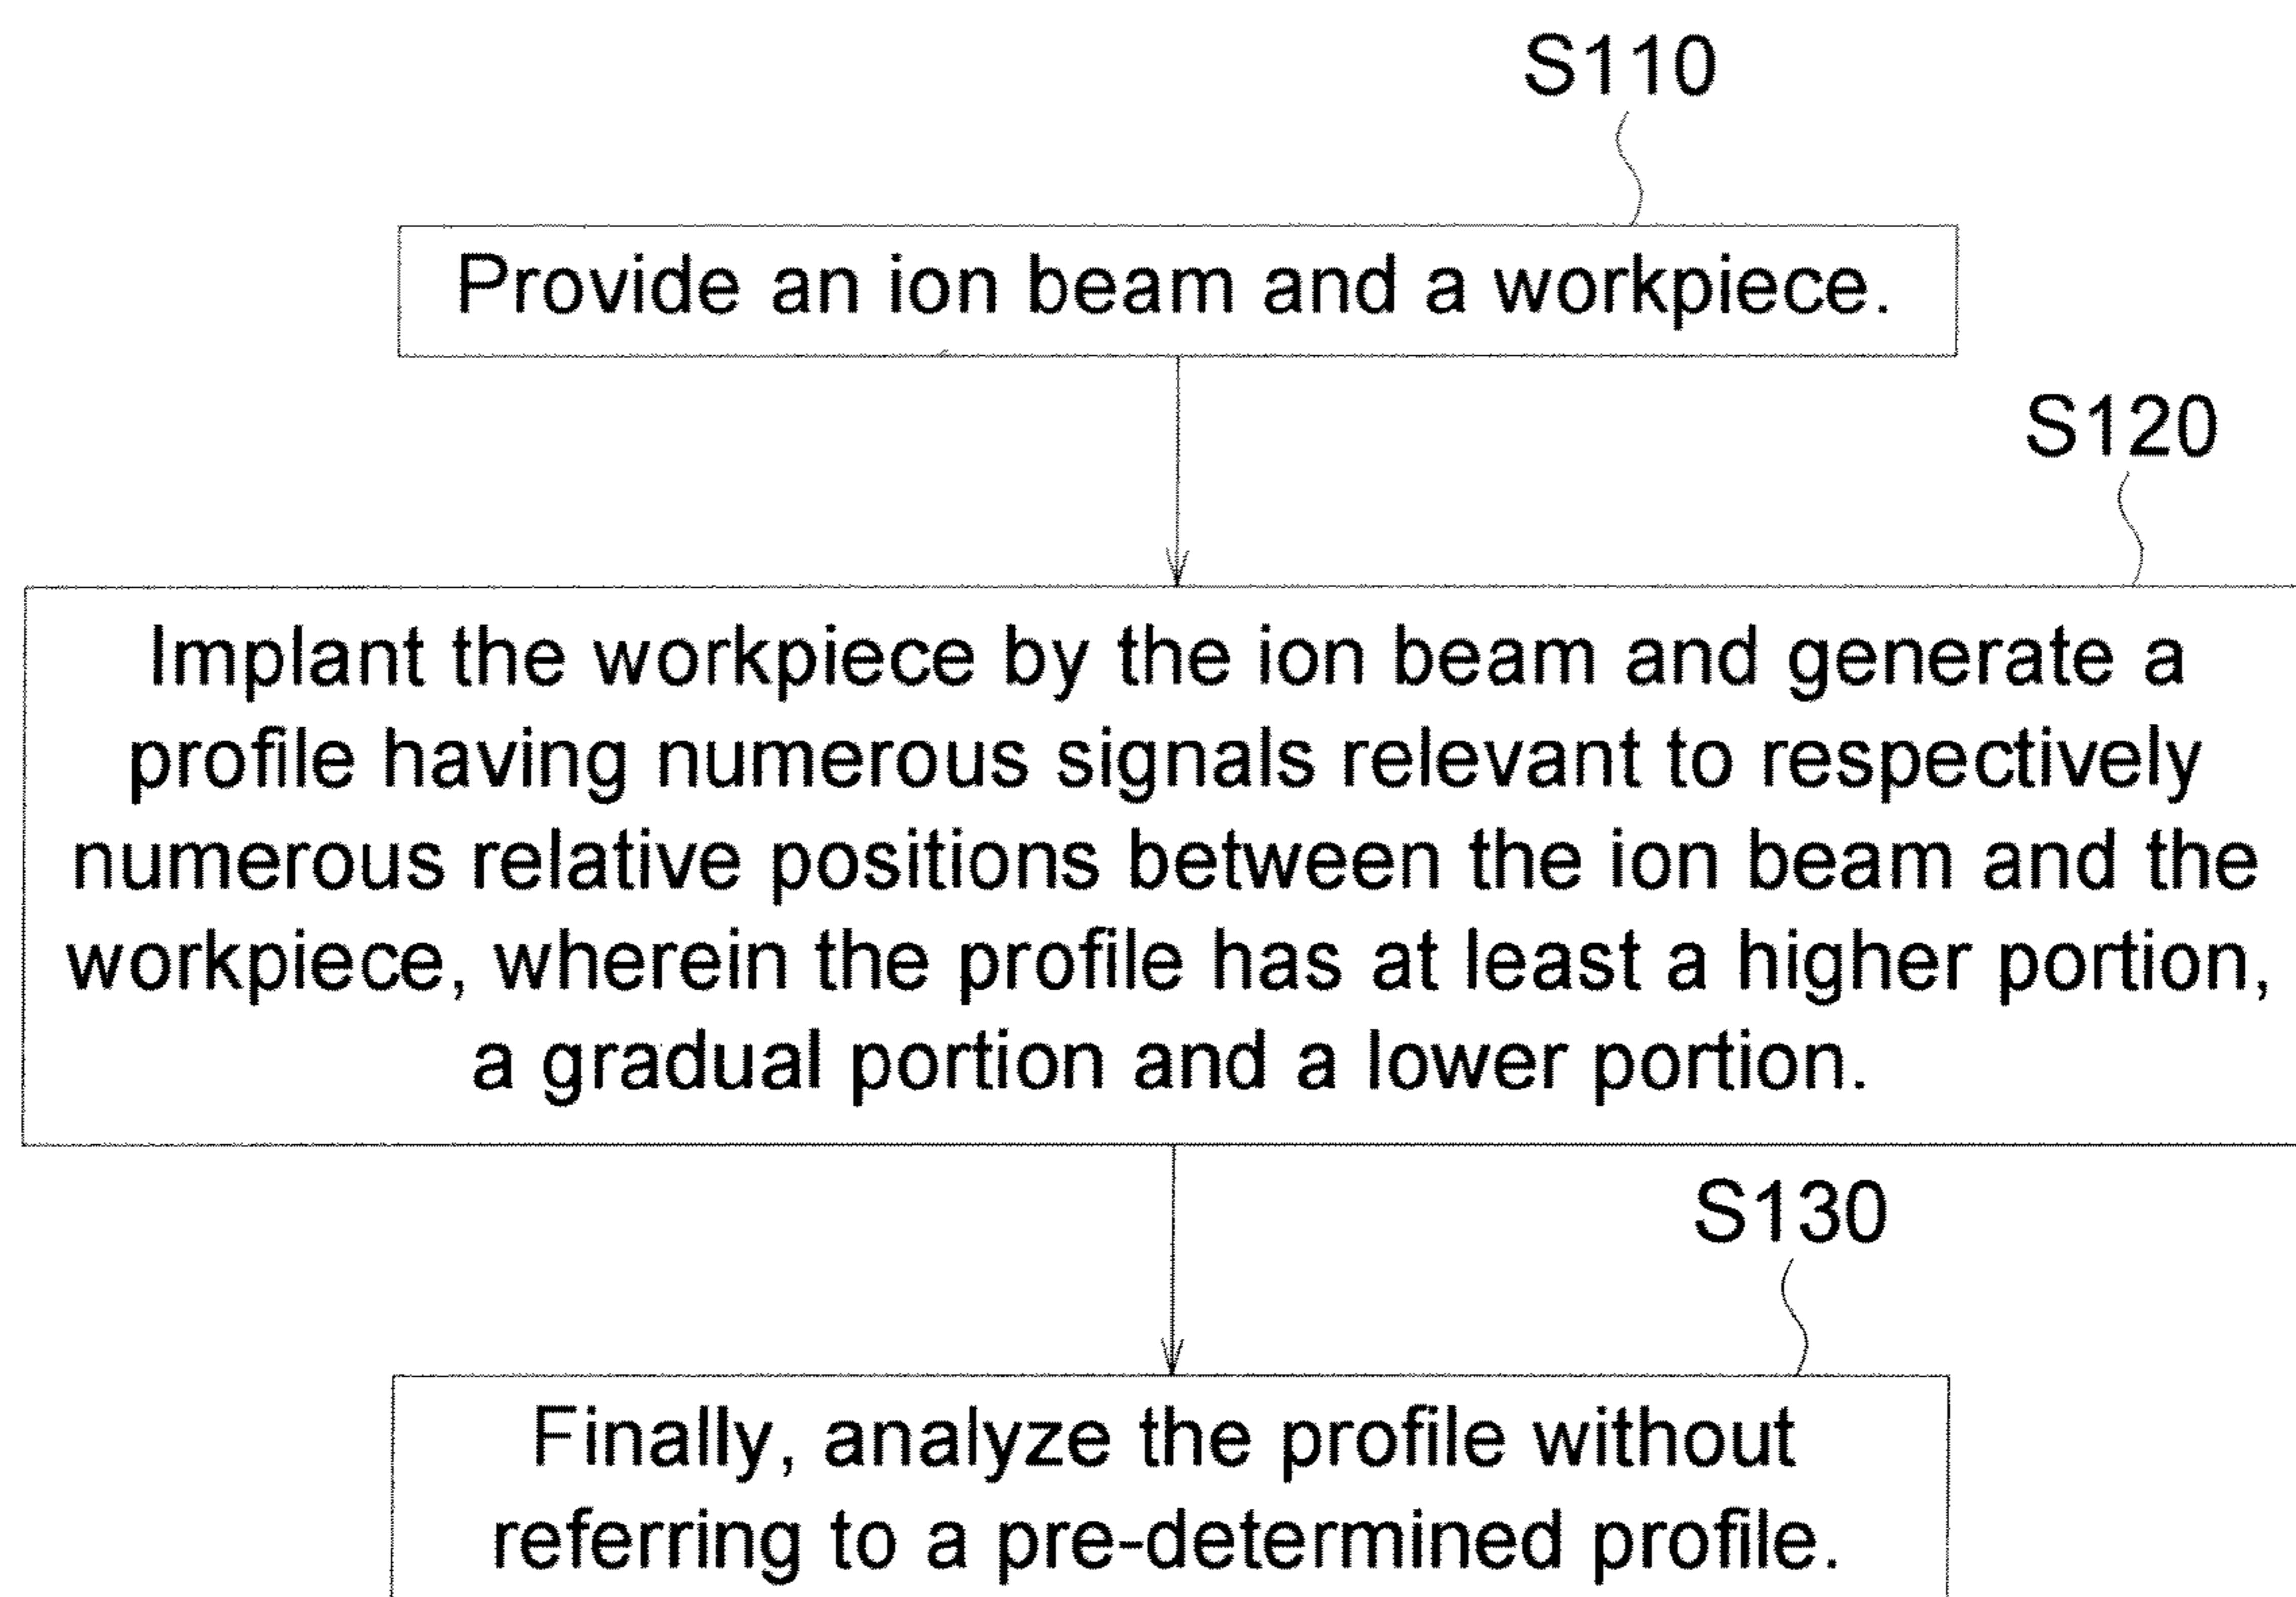 S110
Provide an ion beam and a workpiece.
S120
Implant the workpiece by the ion beam and generate a
profile having numerous signals relevant to respectively
numerous relative positions between the ion beam and the
workpiece, wherein the profile has at least a higher portion,
a gradual portion and a lower portion.
S130
Finally, analyze the profile without
referring to a pre-determined profile.